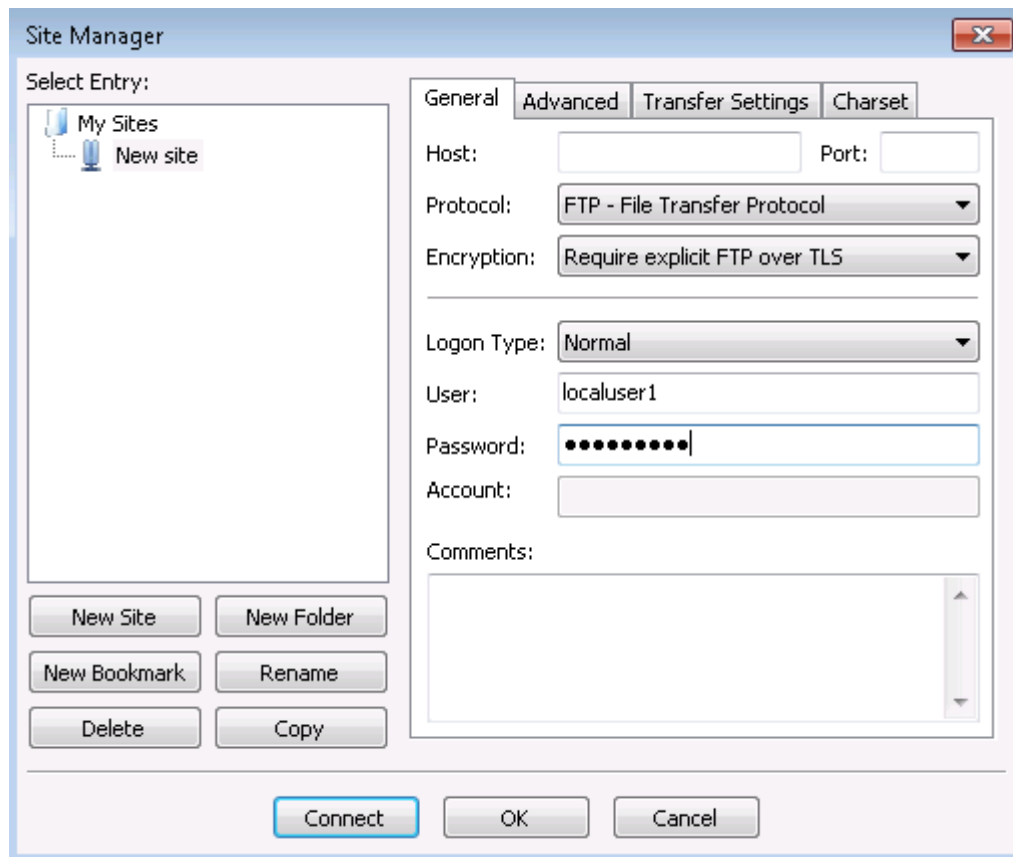 Site Manager
Select Entry:
My Sites
New site
New Site
New Folder
New Bookmark
Rename
Delete
Copy
General
Advanced
Transfer Settings
Charset
Host:
Port:
Protocol:
FTP - File Transfer Protocol
Encryption:
Require explicit FTP over TLS
Logon Type:
Normal
User:
localuser1
Password:
●●●●●●●●●
Account:
Comments:
Connect
OK
Cancel